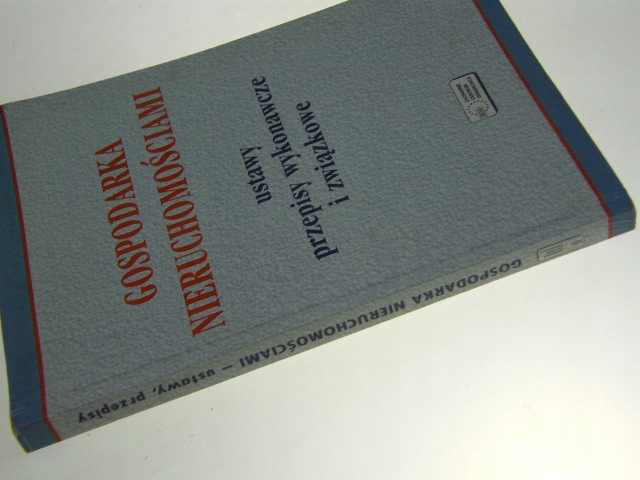 GOSPODARKA
NIERUCHOMOŚCIAMI
ustawy
przepisy wykonawcze
i związkowe
GOSPODARKA NIERUCHOMOŚCIAMI – ustawy, przepisy